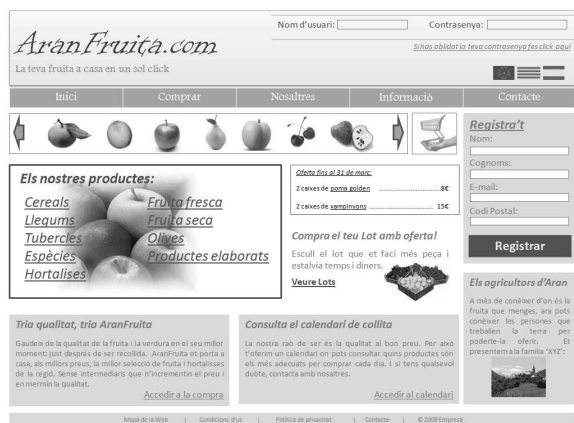 Nom d'usuari:
Contrasenya:
AranFruita.com
Si has oblidat la teva contrasenya fes click aquí
La teva fruita a casa en un sol click
Inici
Comprar
Nosaltres
Informació
Contacte
Registra't
Nom:
Cognoms:
E-mail:
Codi Postal:
Registrar
Els nostres productes:
Cereals
Llegums
Tubercles
Espècies
Hortalises
Fruita fresca
Fruita seca
Olives
Productes elaborats
Oferta fins al 31 de març:
2 caixes de poma golden ........................8€
2 caixes de xampinyons ........................ 15€
Compra el teu Lot amb oferta!
Escull el lot que et faci més peça i
estalvia temps i diners.
Veure Lots
Els agricultors d'Aran
A més de conèixer d'on és la
fruita que menges, ara pots
conèixer les persones que
treballen la terra per
poderte-la oferir. Et
presentem a la família "XYZ":
Tria qualitat, tria AranFruita
Gaudeix de la qualitat de la fruita i la verdura en el seu millor
moment: just després de ser recollida. AranFruita et porta a
casa, als millors preus, la millor selecció de fruita i hortalises
de la regió. Sense intermediaris que n'incrementin el preu i
en mermin la qualitat.
Accedir a la compra
Consulta el calendari de collita
La nostra raò de ser és la qualitat al bon preu. Per això
t'oferim un calendari on pots consultar quins productes són
els més adequats per comprar cada dia. I si tens qualsevol
dubte, contacta amb nosaltres.
Accedir al calendari
Mapa de la Web | Condicions d'us | Política de privacitat | Contacte | © 2009 Empresa